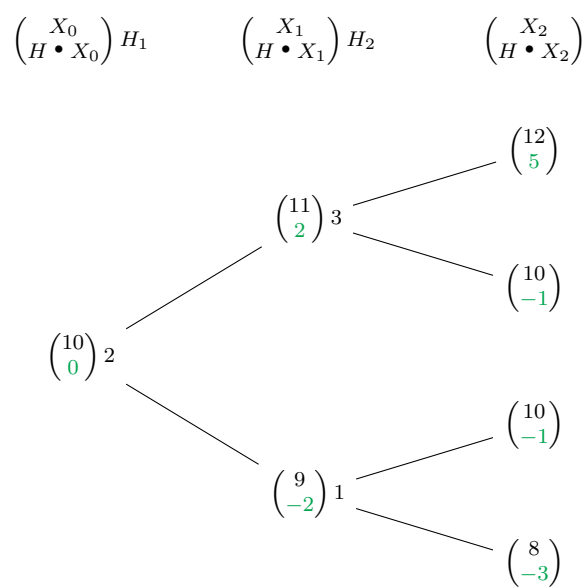 (X₀
H • X₀) H₁
(X₁
H • X₁) H₂
(X₂
H • X₂)
(12
5)
(11
2) 3
(10
−1)
(10
0) 2
(10
−1)
(9
−2) 1
(8
−3)